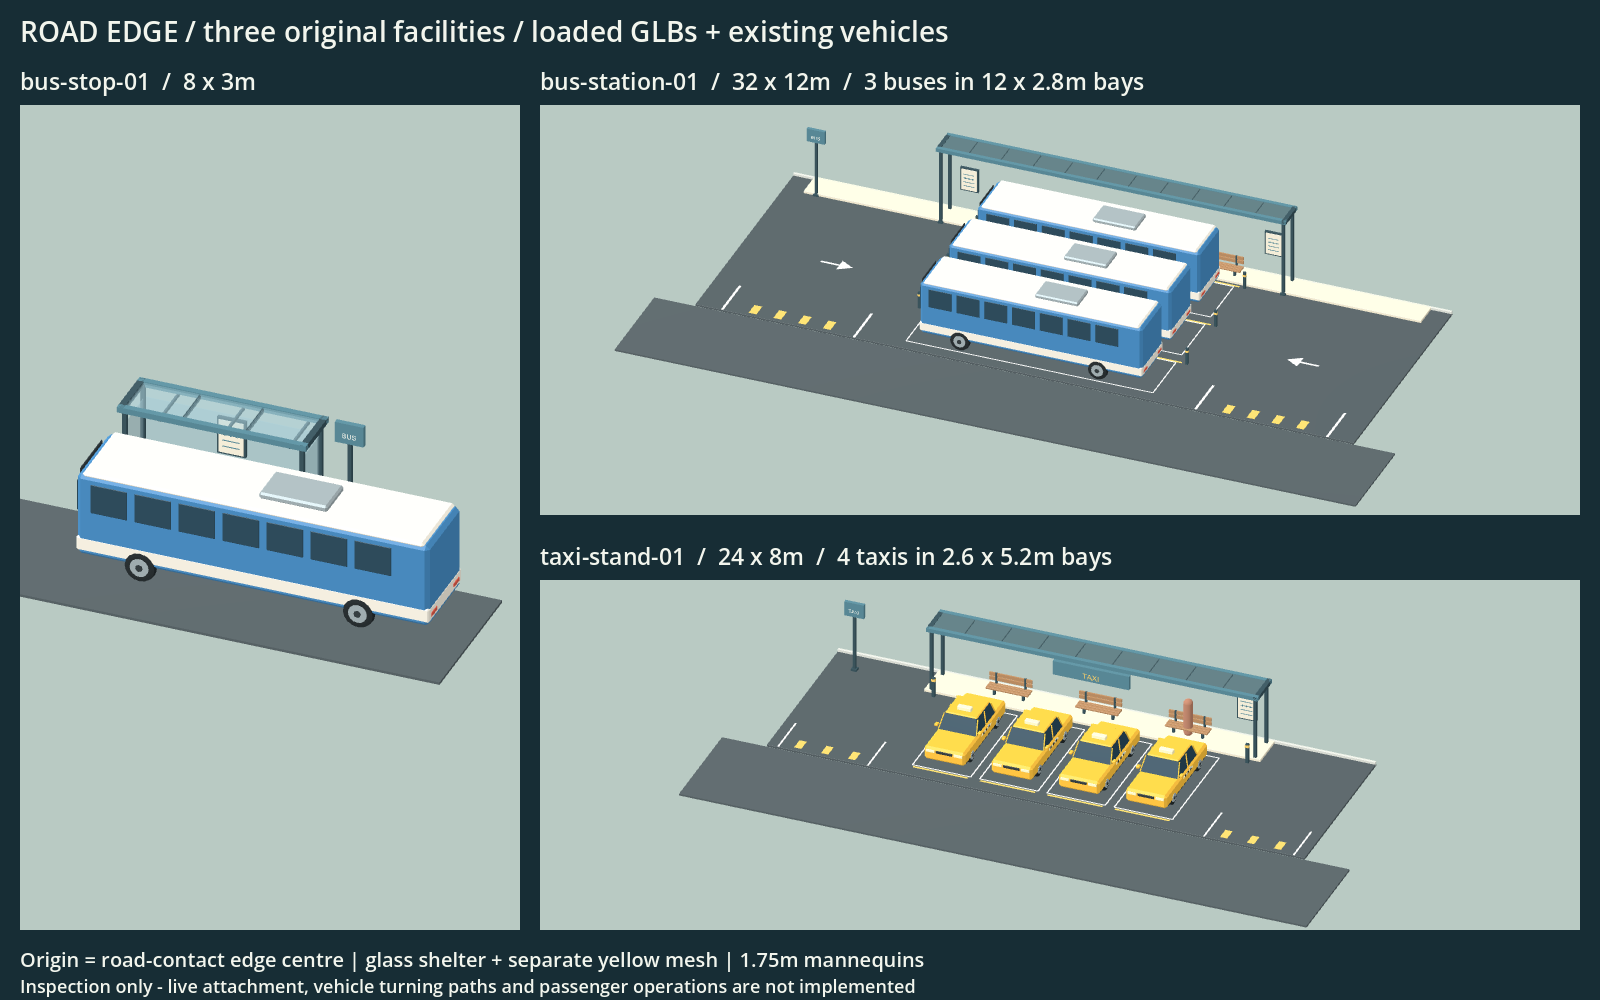 ROAD EDGE / three original facilities / loaded GLBs + existing vehicles
bus-stop-01 / 8 x 3m
bus-station-01 / 32 x 12m / 3 buses in 12 x 2.8m bays
BUS
BUS
taxi-stand-01 / 24 x 8m / 4 taxis in 2.6 x 5.2m bays
TAXI
TAXI
Origin = road-contact edge centre | glass shelter + separate yellow mesh | 1.75m mannequins
Inspection only - live attachment, vehicle turning paths and passenger operations are not implemented